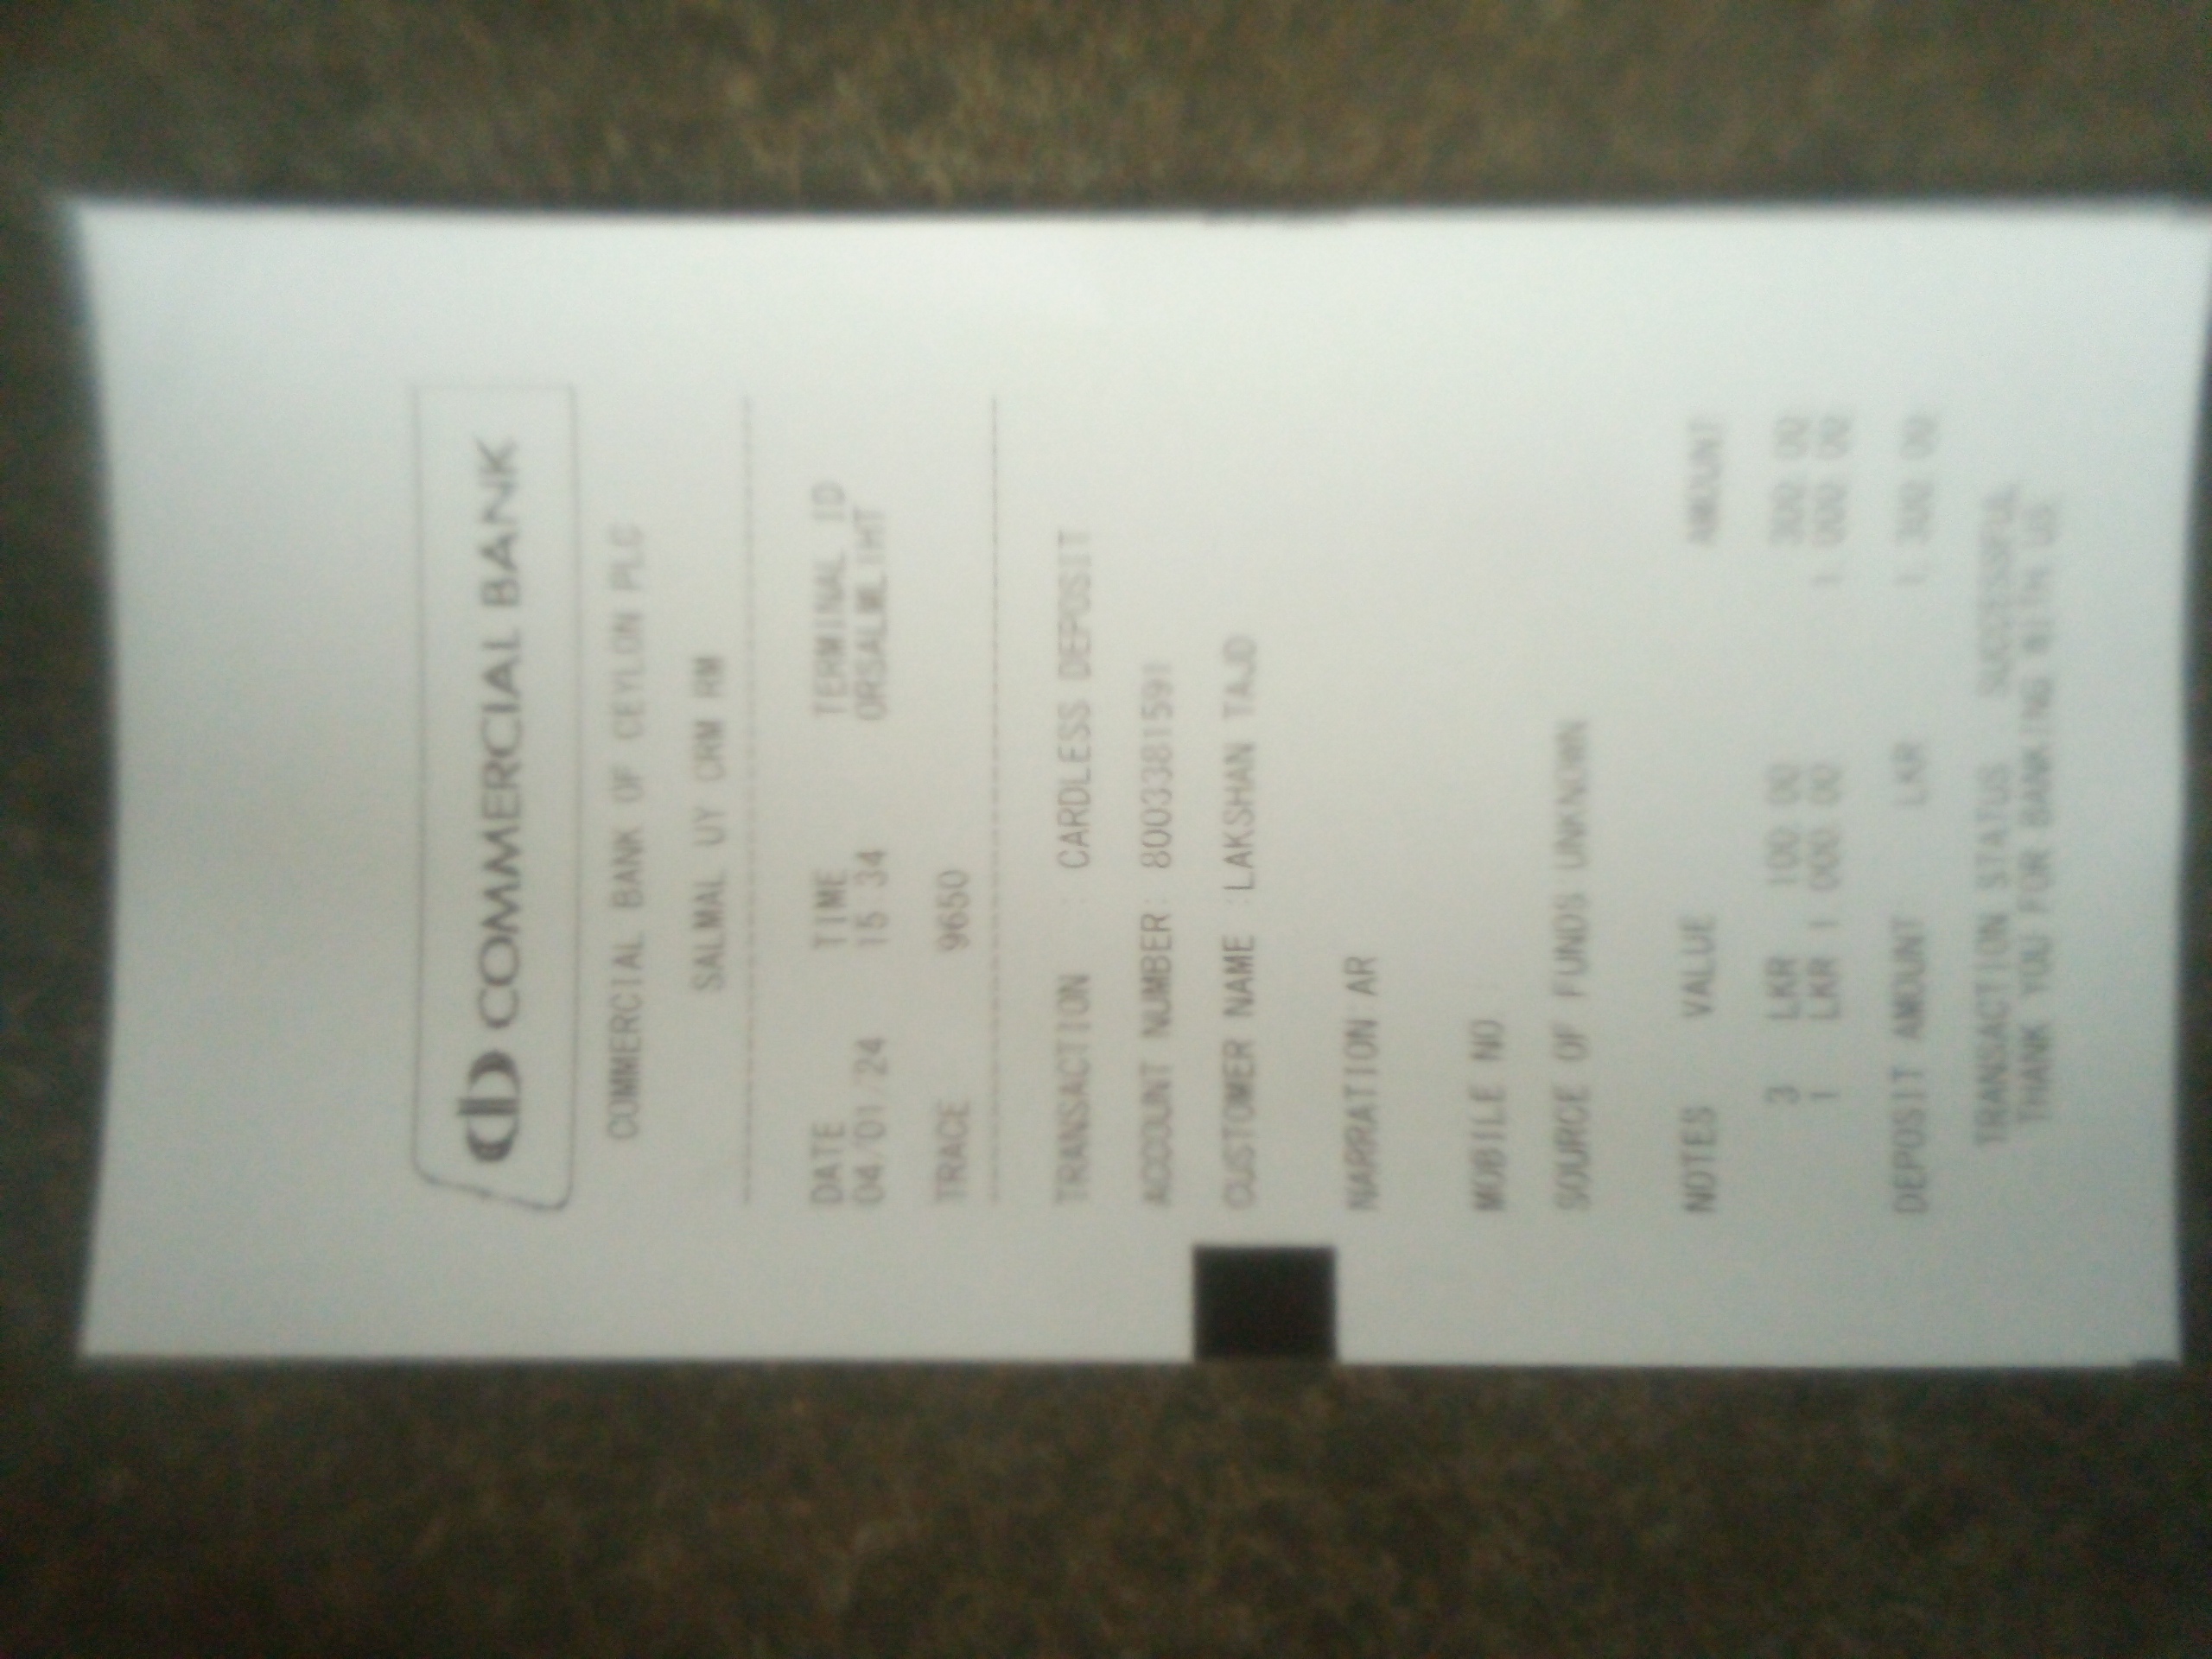 COMMERCIAL BANK
COMMERCIAL BANK OF CEYLON PLC
SALMAL UY CRM RM
DATE TIME TERMINAL ID
04/01/24 15 34
TRACE 9650
TRANSACTION : CARDLESS DEPOSIT
ACCOUNT NUMBER: 8003381591
CUSTOMER NAME :LAKSHAN TAJD
NARRATION:AR
MOBILE NO :
SOURCE OF FUNDS UNKNOWN
NOTES VALUE AMOUNT
3 LKR 100.00 300.00
1 LKR 1 000.00 1 000.00
DEPOSIT AMOUNT LKR 1,300.00
TRANSACTION STATUS SUCCESSFUL
THANK YOU FOR BANKING WITH US